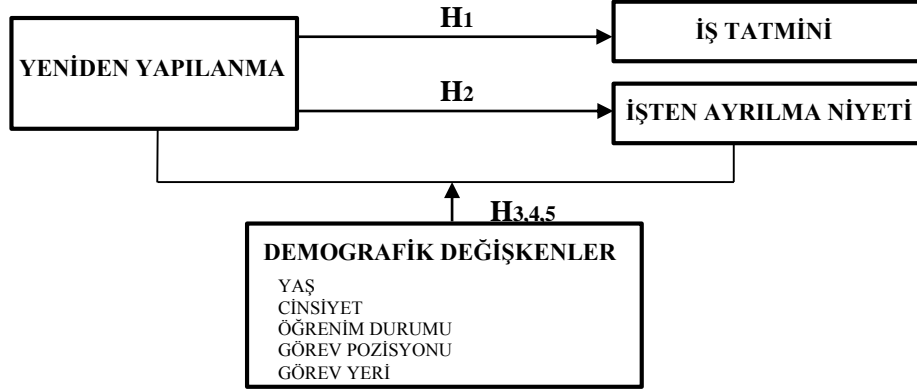 H1
İŞ TATMİNİ
YENİDEN YAPILANMA
H2
İŞTEN AYRILMA NİYETİ
H3,4,5
DEMOGRAFİK DEĞİŞKENLER
YAŞ
CİNSİYET
ÖĞRENİM DURUMU
GÖREV POZİSYONU
GÖREV YERİ